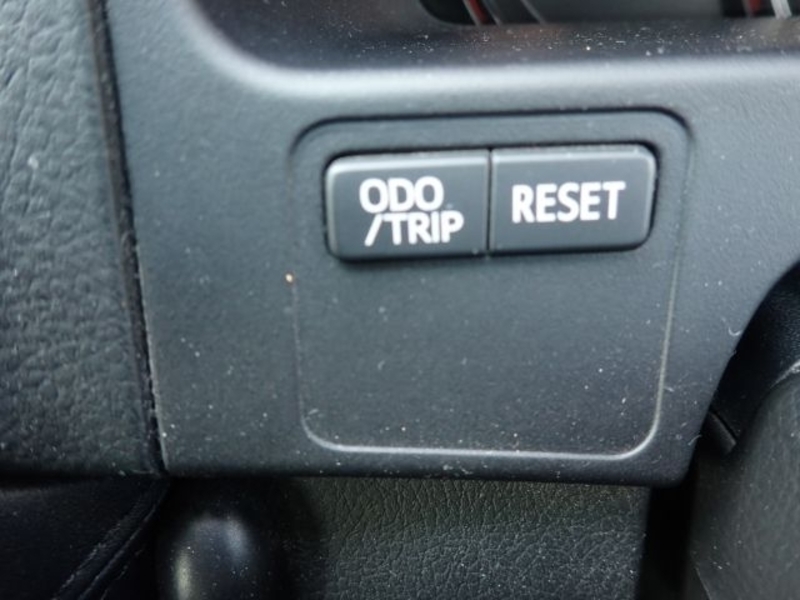 ODO
/TRIP
RESET